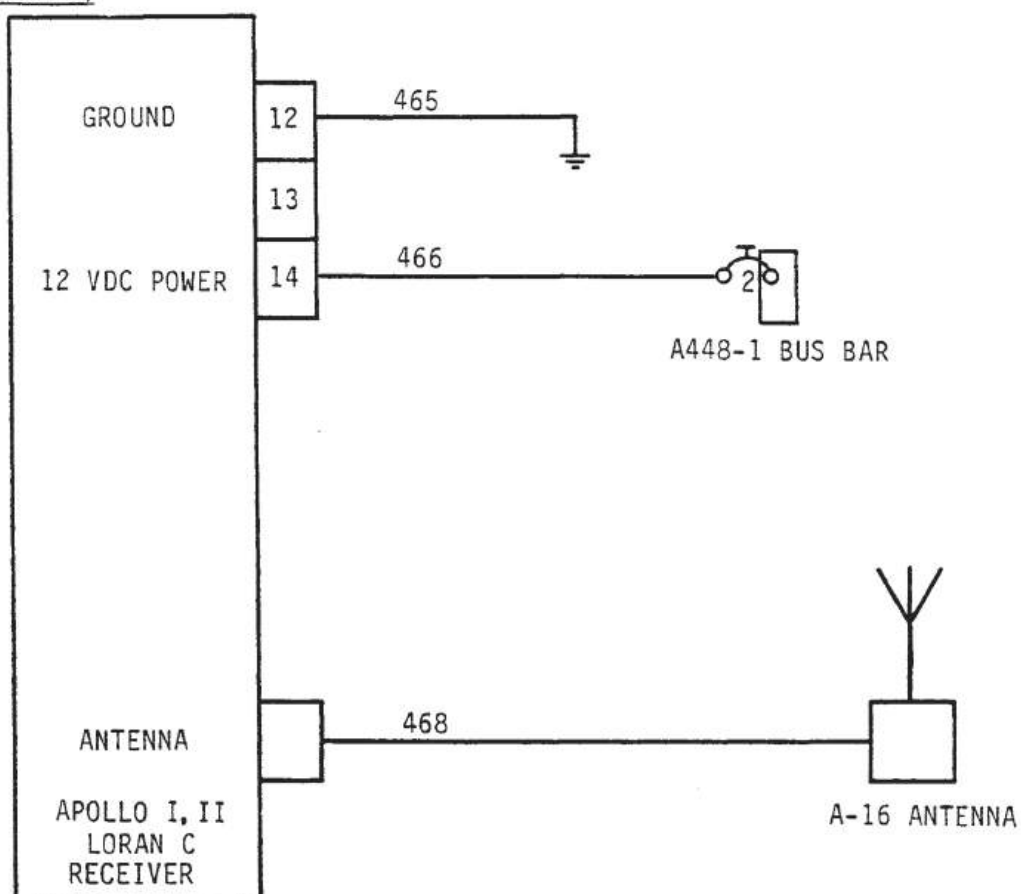 GROUND
12
465
13
12 VDC POWER
14
466
2
A448-1 BUS BAR
ANTENNA
468
APOLLO I, II
LORAN C
RECEIVER
A-16 ANTENNA